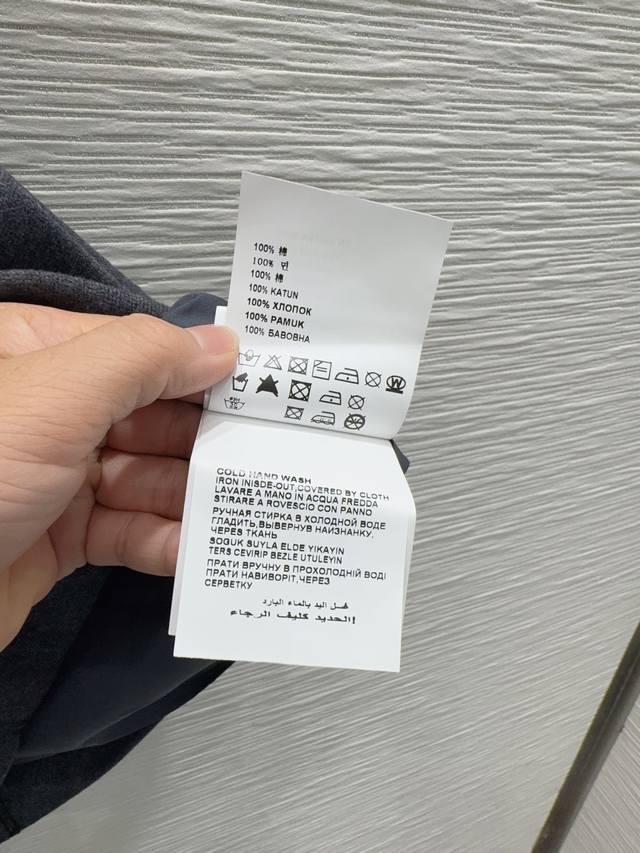 100% 棉
100% 면
100% 棉
100% KATUN
100% ХЛОПОК
100% PAMUK
100% БАВОВНА
W
COLD HAND WASH
IRON INISDE-OUT,COVERED BY CLOTH
LAVARE A MANO IN ACQUA FREDDA
STIRARE A ROVESCIO CON PANNO
РУЧНАЯ СТИРКА В ХОЛОДНОЙ ВОДЕ
ГЛАДИТЬ,ВЫВЕРНУВ НАИЗНАНКУ,
ЧЕРЕЗ ТКАНЬ
SOGUK SUYLA ELDE YIKAYIN
TERS CEVIRIP BEZLE UTULEYIN
ПРАТИ ВРУЧНУ В ПРОХОЛОДНІЙ ВОДІ
ПРАТИ НАВИВОРІТ,ЧЕРЕЗ
СЕРВЕТКУ
اليد بالماء البارد
الحديد كليف الرجاء!